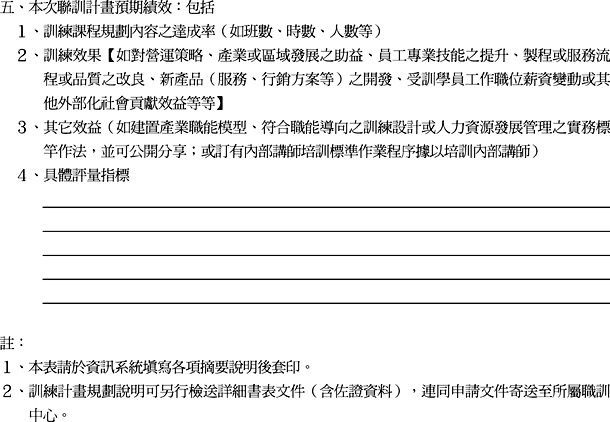 五、本次聯訓計畫預期績效：包括
１、訓練課程規劃內容之達成率（如班數、時數、人數等）
２、訓練效果【如對營運策略、產業或區域發展之助益、員工專業技能之提升、製程或服務流
程或品質之改良、新產品（服務、行銷方案等）之開發、受訓學員工作職位薪資變動或其
他外部化社會貢獻效益等等】
３、其它效益（如建置產業職能模型、符合職能導向之訓練設計或人力資源發展管理之實務標
竿作法，並可公開分享；或訂有內部講師培訓標準作業程序據以培訓內部講師）
４、具體評量指標
註：
１、本表請於資訊系統填寫各項摘要說明後套印。
２、訓練計畫規劃說明可另行檢送詳細書表文件（含佐證資料），連同申請文件寄送至所屬職訓
中心。